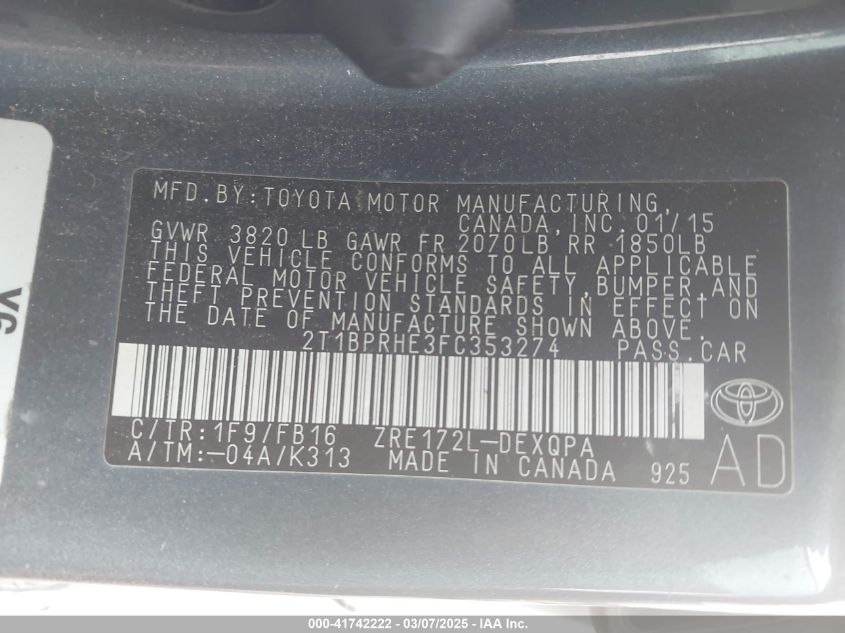 MFD.BY:TOYOTA MOTOR MANUFACTURING,
CANADA,INC. 01/15
GVWR 3820 LB GAWR FR 2070LB RR 1850LB
THIS VEHICLE CONFORMS TO ALL APPLICABLE
FEDERAL MOTOR VEHICLE SAFETY,BUMPER,AND
THEFT PREVENTION STANDARDS IN EFFECT ON
THE DATE OF MANUFACTURE SHOWN ABOVE.
2T1BPRHE3FC353274 PASS.CAR
C/TR:1F9/FB16 ZRE172L-DEXQPA
A/TM:-04A/K313 MADE IN CANADA 925 AD
000-41742222 - 03/07/2025 - IAA Inc.